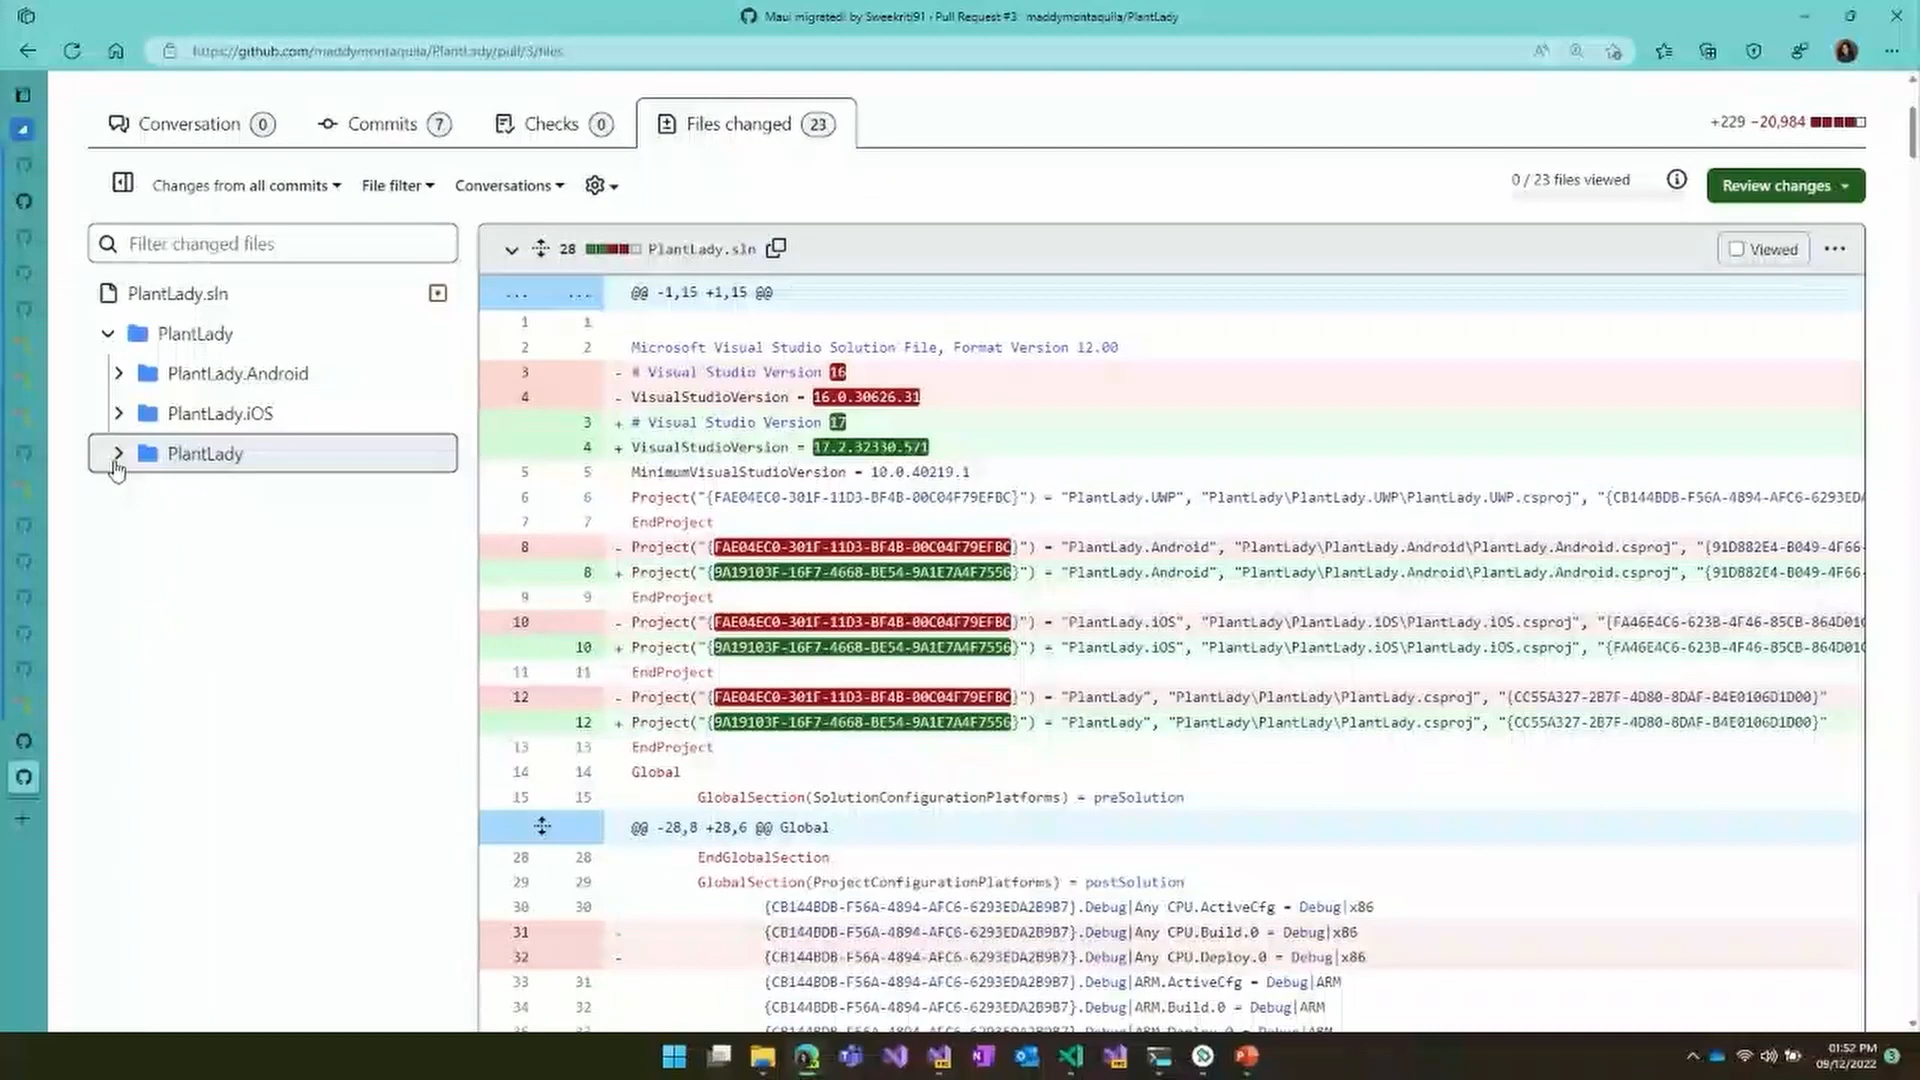 Maui migrated! by Sweekriti91 · Pull Request #3 · maddymontaquila/PlantLady
https://github.com/maddymontaquila/PlantLady/pull/3/files
Conversation 0
Commits 7
Checks 0
Files changed 23
+229 −20,984
Changes from all commits
File filter
Conversations
0 / 23 files viewed
Review changes
Filter changed files
PlantLady.sln
PlantLady
PlantLady.Android
PlantLady.iOS
PlantLady
28 PlantLady.sln
Viewed
... ... @@ -1,15 +1,15 @@
1 1
2 2 Microsoft Visual Studio Solution File, Format Version 12.00
3 - # Visual Studio Version 16
4 - VisualStudioVersion = 16.0.30626.31
3 + # Visual Studio Version 17
4 + VisualStudioVersion = 17.2.32330.571
5 5 MinimumVisualStudioVersion = 10.0.40219.1
6 6 Project("{FAE04EC0-301F-11D3-BF4B-00C04F79EFBC}") = "PlantLady.UWP", "PlantLady\PlantLady.UWP\PlantLady.UWP.csproj", "{CB144BDB-F56A-4894-AFC6-6293EDA
7 7 EndProject
8 - Project("{FAE04EC0-301F-11D3-BF4B-00C04F79EFBC}") = "PlantLady.Android", "PlantLady\PlantLady.Android\PlantLady.Android.csproj", "{91D882E4-B049-4F66-
8 + Project("{9A19103F-16F7-4668-BE54-9A1E7A4F7556}") = "PlantLady.Android", "PlantLady\PlantLady.Android\PlantLady.Android.csproj", "{91D882E4-B049-4F66-
9 9 EndProject
10 - Project("{FAE04EC0-301F-11D3-BF4B-00C04F79EFBC}") = "PlantLady.iOS", "PlantLady\PlantLady.iOS\PlantLady.iOS.csproj", "{FA46E4C6-623B-4F46-85CB-864D01
10 + Project("{9A19103F-16F7-4668-BE54-9A1E7A4F7556}") = "PlantLady.iOS", "PlantLady\PlantLady.iOS\PlantLady.iOS.csproj", "{FA46E4C6-623B-4F46-85CB-864D01
11 11 EndProject
12 - Project("{FAE04EC0-301F-11D3-BF4B-00C04F79EFBC}") = "PlantLady", "PlantLady\PlantLady\PlantLady.csproj", "{CC55A327-2B7F-4D80-8DAF-B4E0106D1D00}"
12 + Project("{9A19103F-16F7-4668-BE54-9A1E7A4F7556}") = "PlantLady", "PlantLady\PlantLady\PlantLady.csproj", "{CC55A327-2B7F-4D80-8DAF-B4E0106D1D00}"
13 13 EndProject
14 14 Global
15 15 GlobalSection(SolutionConfigurationPlatforms) = preSolution
@@ -28,8 +28,6 @@ Global
28 28 EndGlobalSection
29 29 GlobalSection(ProjectConfigurationPlatforms) = postSolution
30 30 {CB144BDB-F56A-4894-AFC6-6293EDA2B9B7}.Debug|Any CPU.ActiveCfg = Debug|x86
31 - {CB144BDB-F56A-4894-AFC6-6293EDA2B9B7}.Debug|Any CPU.Build.0 = Debug|x86
32 - {CB144BDB-F56A-4894-AFC6-6293EDA2B9B7}.Debug|Any CPU.Deploy.0 = Debug|x86
33 31 {CB144BDB-F56A-4894-AFC6-6293EDA2B9B7}.Debug|ARM.ActiveCfg = Debug|ARM
34 32 {CB144BDB-F56A-4894-AFC6-6293EDA2B9B7}.Debug|ARM.Build.0 = Debug|ARM
01:52 PM
09/12/2022
3